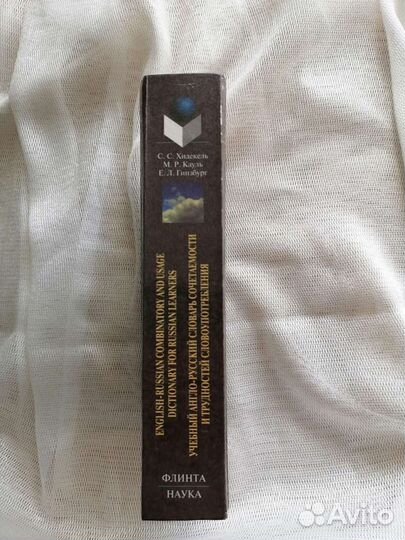 С. С. Хидекель
М. Р. Кауль
Е. Л. Гинзбург
ENGLISH-RUSSIAN COMBINATORY AND USAGE
DICTIONARY FOR RUSSIAN LEARNERS
УЧЕБНЫЙ АНГЛО-РУССКИЙ СЛОВАРЬ СОЧЕТАЕМОСТИ
И ТРУДНОСТЕЙ СЛОВОУПОТРЕБЛЕНИЯ
ФЛИНТА
НАУКА
Avito